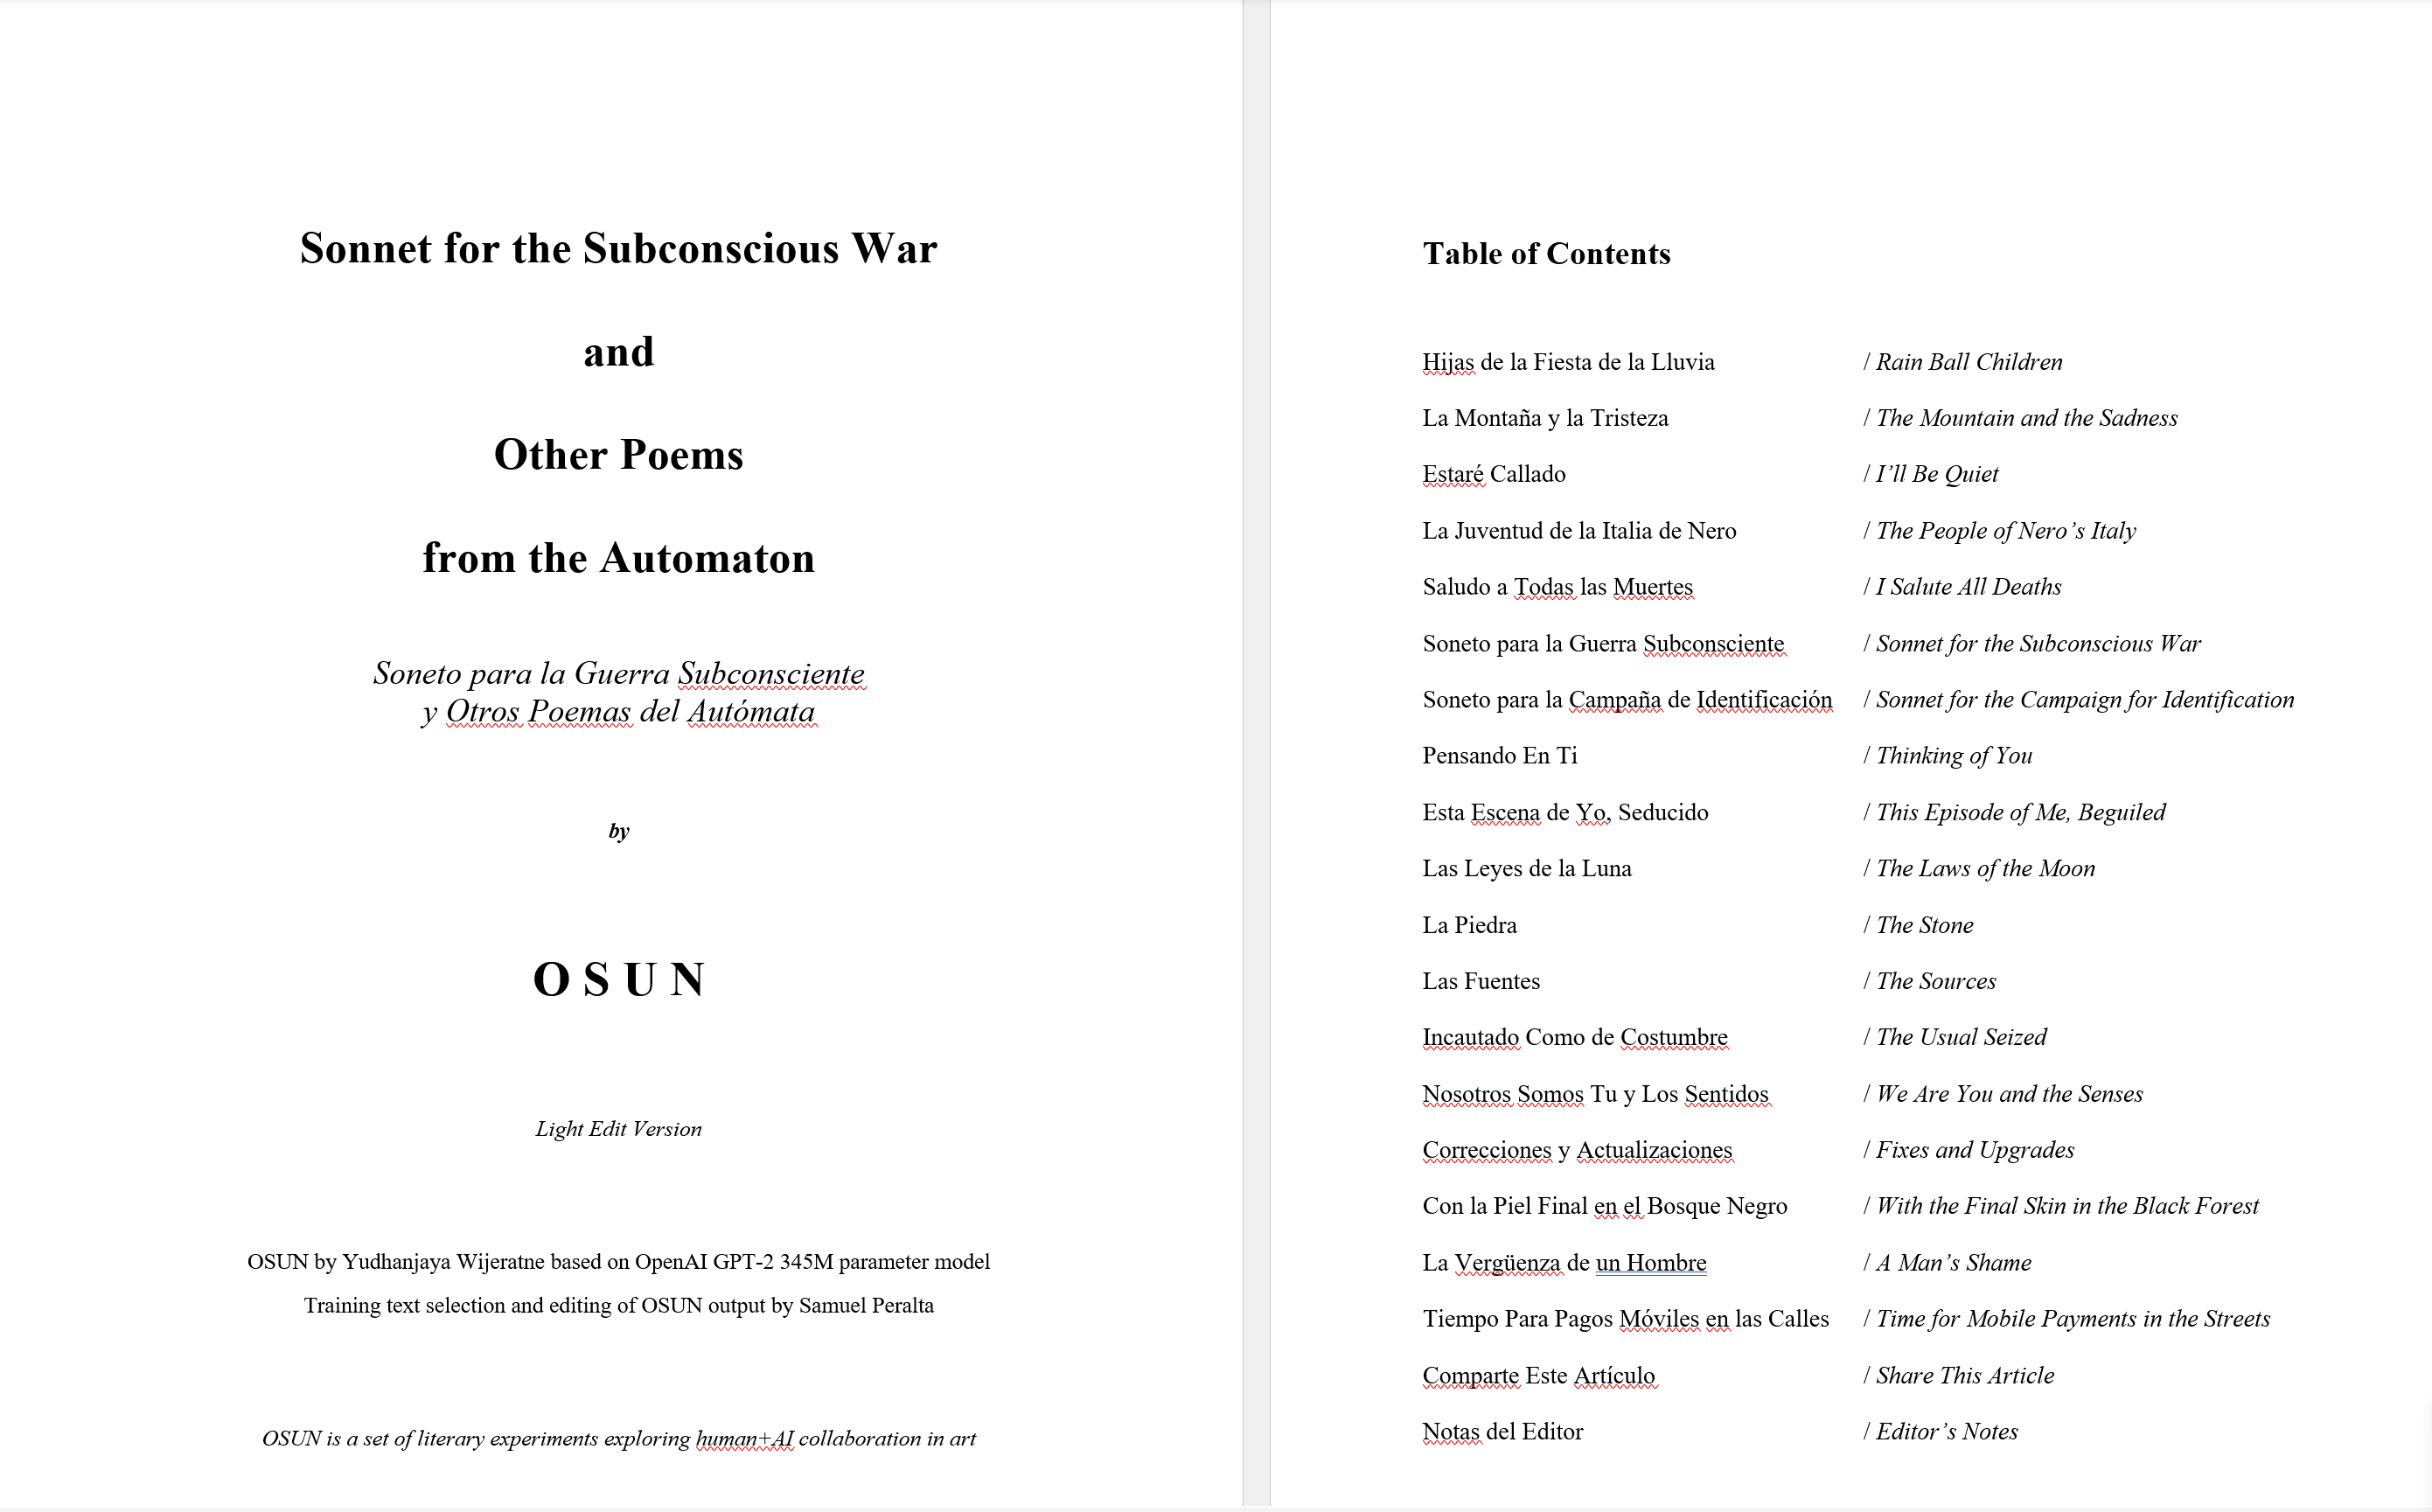 Sonnet for the Subconscious War
and
Other Poems
from the Automaton
Soneto para la Guerra Subconsciente
y Otros Poemas del Autómata
by
O S U N
Light Edit Version
OSUN by Yudhanjaya Wijeratne based on OpenAI GPT-2 345M parameter model
Training text selection and editing of OSUN output by Samuel Peralta
OSUN is a set of literary experiments exploring human+AI collaboration in art
Table of Contents
Hijas de la Fiesta de la Lluvia / Rain Ball Children
La Montaña y la Tristeza / The Mountain and the Sadness
Estaré Callado / I’ll Be Quiet
La Juventud de la Italia de Nero / The People of Nero’s Italy
Saludo a Todas las Muertes / I Salute All Deaths
Soneto para la Guerra Subconsciente / Sonnet for the Subconscious War
Soneto para la Campaña de Identificación / Sonnet for the Campaign for Identification
Pensando En Ti / Thinking of You
Esta Escena de Yo, Seducido / This Episode of Me, Beguiled
Las Leyes de la Luna / The Laws of the Moon
La Piedra / The Stone
Las Fuentes / The Sources
Incautado Como de Costumbre / The Usual Seized
Nosotros Somos Tu y Los Sentidos / We Are You and the Senses
Correcciones y Actualizaciones / Fixes and Upgrades
Con la Piel Final en el Bosque Negro / With the Final Skin in the Black Forest
La Vergüenza de un Hombre / A Man’s Shame
Tiempo Para Pagos Móviles en las Calles / Time for Mobile Payments in the Streets
Comparte Este Artículo / Share This Article
Notas del Editor / Editor’s Notes